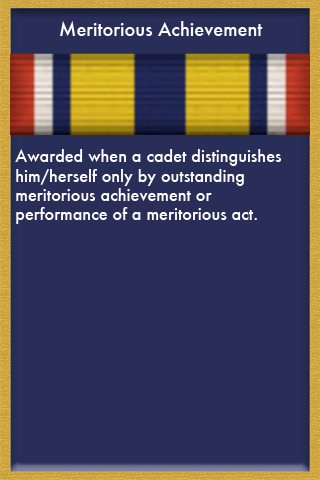 Meritorious Achievement
Awarded when a cadet distinguishes
him/herself only by outstanding
meritorious achievement or
performance of a meritorious act.